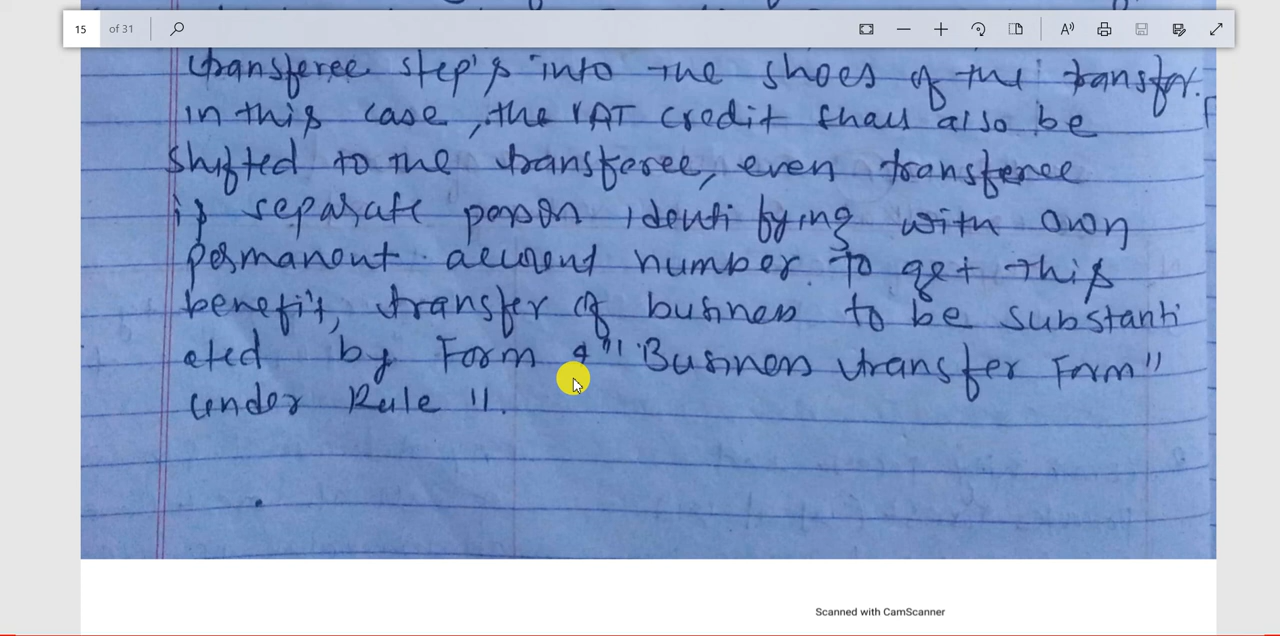 15 of 31
transferee step's into the shoes of the transfor.
in this case, the VAT credit shall also be
shifted to the transferee, even transferee
is separate person identifying with own
permanent account number. To get this
benefit, transfer of business to be substanti
ated by Form 4 "Business transfer Form"
under Rule 11.
Scanned with CamScanner